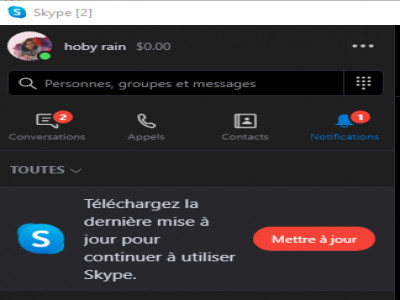 Skype [2]
hoby rain $0.00
Personnes, groupes et messages
2 1
Conversations Appels Contacts Notifications
TOUTES
Téléchargez la
dernière mise à
jour pour
continuer à utiliser
Skype.
Mettre à jour